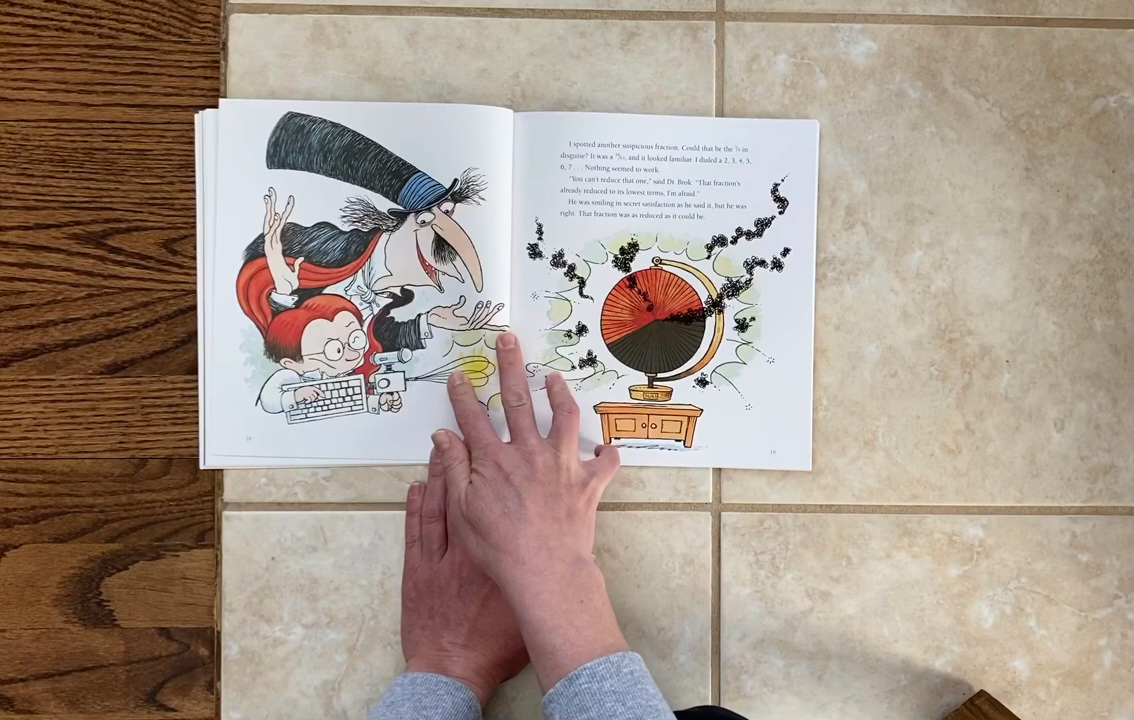 I spotted another suspicious fraction. Could that be the in
disguise? It was a and it looked familiar. I dialed a 2, 3, 4, 5,
6, 7 . . . Nothing seemed to work.
"You can't reduce that one," said Dr. Brok. "That fraction's
already reduced to its lowest terms, I'm afraid."
He was smiling in secret satisfaction as he said it, but he was
right. That fraction was as reduced as it could be.
18
19